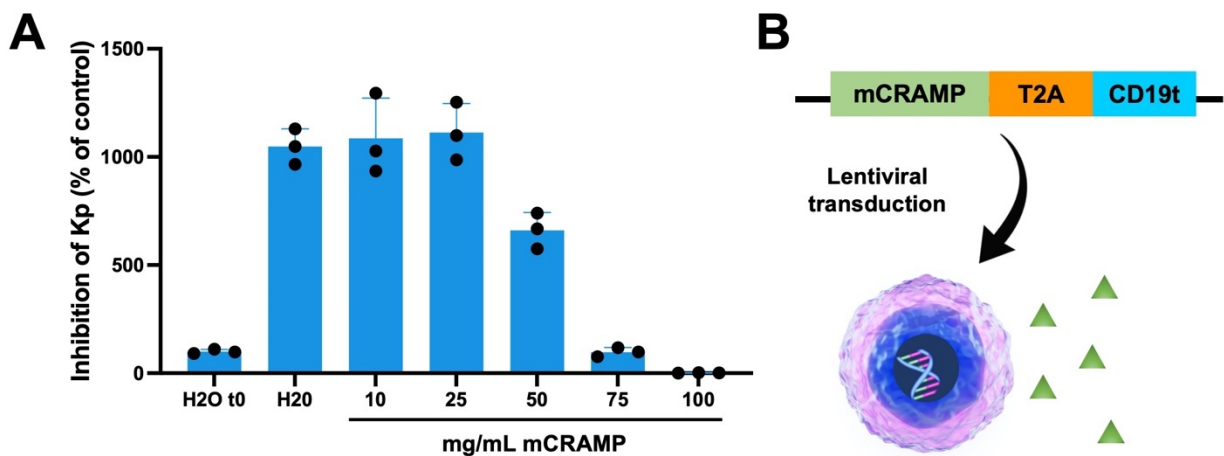 A
Inhibition of Kp (% of control)
1500
1000
500
0
H2O t0 H20 10 25 50 75 100
mg/mL mCRAMP
B
mCRAMP T2A CD19t
Lentiviral
transduction